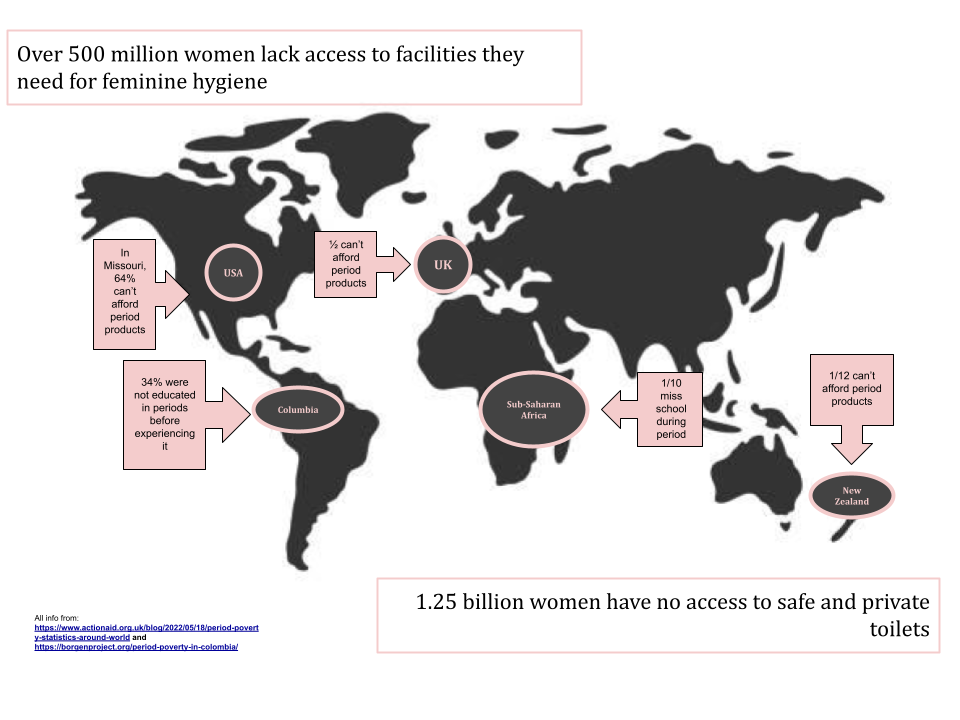 Over 500 million women lack access to facilities they
need for feminine hygiene
In
Missouri,
64%
can't
afford
period
products
USA
½ can't
afford
period
products
UK
34% were
not educated
in periods
before
experiencing
it
Columbia
Sub-Saharan
Africa
1/10
miss
school
during
period
1/12 can't
afford period
products
New
Zealand
1.25 billion women have no access to safe and private
toilets
All info from:
https://www.actionaid.org.uk/blog/2022/05/18/period-povert
y-statistics-around-world and
https://borgenproject.org/period-poverty-in-colombia/